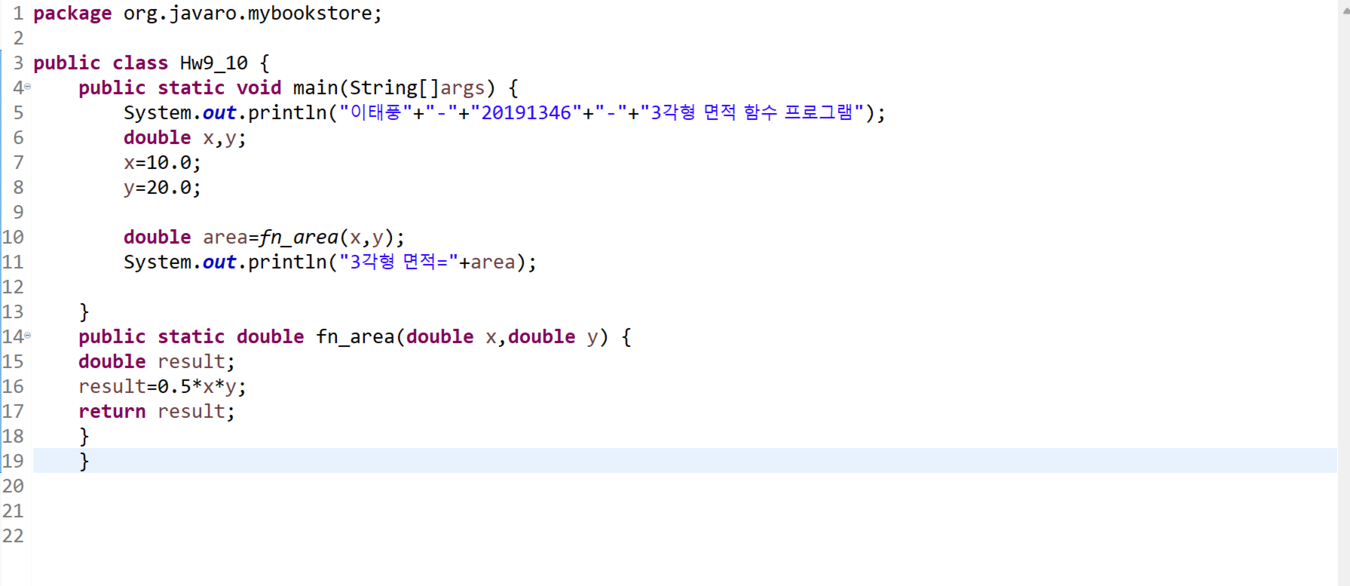 1 package org.javaro.mybookstore;
2
3 public class Hw9_10 {
4 public static void main(String[]args) {
5 System.out.println("이태풍"+"-"+"20191346"+"-"+"3각형 면적 함수 프로그램");
6 double x,y;
7 x=10.0;
8 y=20.0;
9
10 double area=fn_area(x,y);
11 System.out.println("3각형 면적="+area);
12
13 }
14 public static double fn_area(double x,double y) {
15 double result;
16 result=0.5*x*y;
17 return result;
18 }
19 }
20
21
22